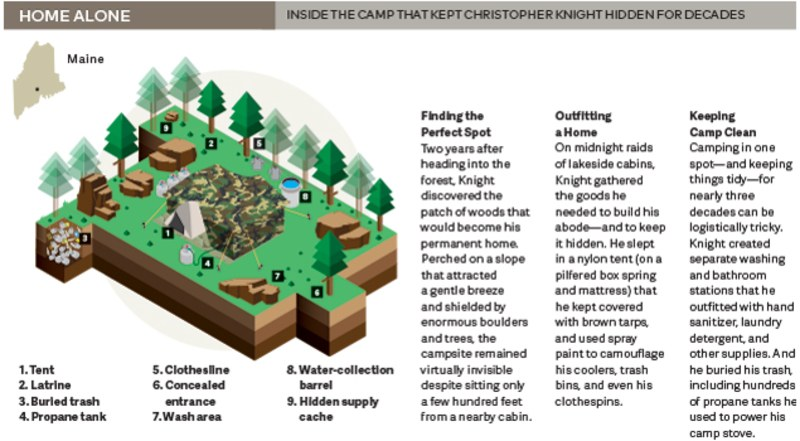 HOME ALONE
INSIDE THE CAMP THAT KEPT CHRISTOPHER KNIGHT HIDDEN FOR DECADES
Maine
9
2
5
8
1
3
4
7
6
1. Tent
2. Latrine
3. Buried trash
4. Propane tank
5. Clothesline
6. Concealed
entrance
7. Wash area
8. Water-collection
barrel
9. Hidden supply
cache
Finding the
Perfect Spot
Two years after
heading into the
forest, Knight
discovered the
patch of woods that
would become his
permanent home.
Perched on a slope
that attracted
a gentle breeze
and shielded by
enormous boulders
and trees, the
campsite remained
virtually invisible
despite sitting only
a few hundred feet
from a nearby cabin.
Outfitting
a Home
On midnight raids
of lakeside cabins,
Knight gathered
the goods he
needed to build his
abode—and to keep
it hidden. He slept
in a nylon tent (on a
pilfered box spring
and mattress) that
he kept covered
with brown tarps,
and used spray
paint to camouflage
his coolers, trash
bins, and even his
clothespins.
Keeping
Camp Clean
Camping in one
spot—and keeping
things tidy—for
nearly three
decades can be
logistically tricky.
Knight created
separate washing
and bathroom
stations that he
outfitted with hand
sanitizer, laundry
detergent, and
other supplies. And
he buried his trash,
including hundreds
of propane tanks he
used to power his
camp stove.